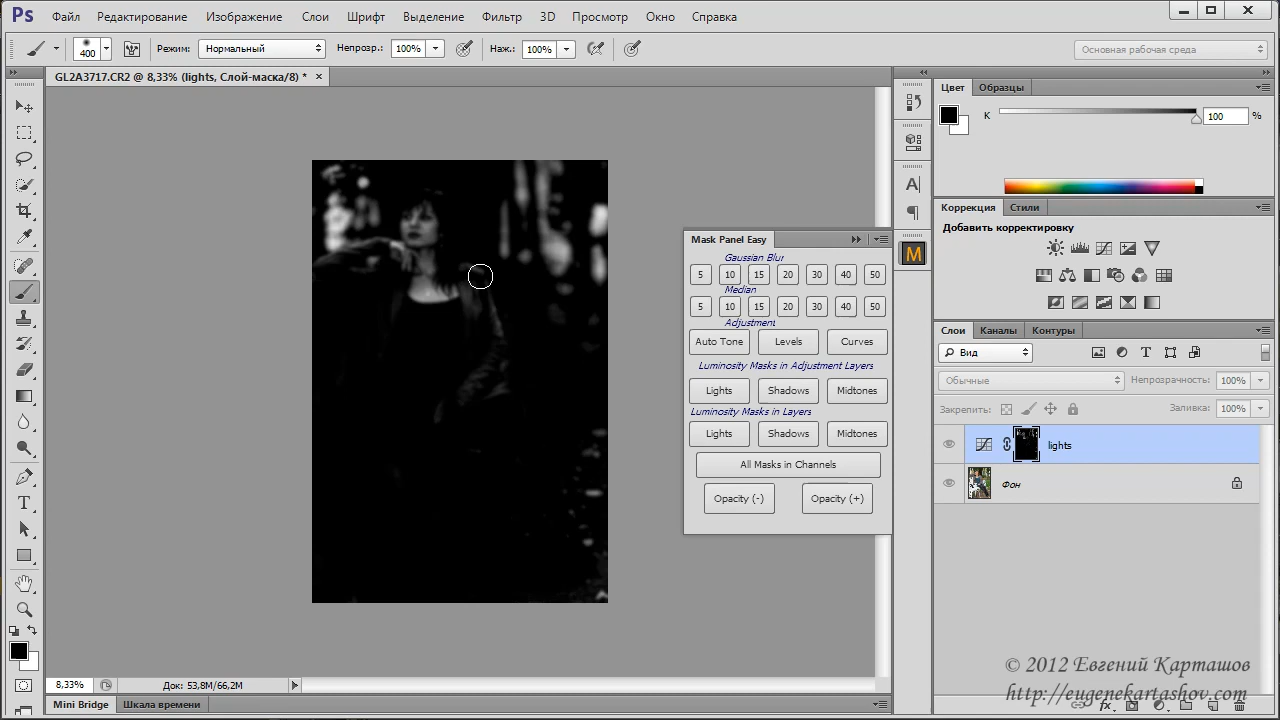 Ps Файл Редактирование Изображение Слои Шрифт Выделение Фильтр 3D Просмотр Окно Справка
400 Режим: Нормальный Непрозр.: 100% Наж.: 100% Основная рабочая среда
GL2A3717.CR2 @ 8,33% (lights, Слой-маска/8) * ×
Цвет Образцы
K 100 %
Коррекция Стили
Добавить корректировку
Mask Panel Easy
Gaussian Blur
5 10 15 20 30 40 50
Median
5 10 15 20 30 40 50
Adjustment
Auto Tone Levels Curves
Luminosity Masks in Adjustment Layers
Lights Shadows Midtones
Luminosity Masks in Layers
Lights Shadows Midtones
All Masks in Channels
Opacity (-) Opacity (+)
A
M
Слои Каналы Контуры
Вид
Обычные Непрозрачность: 100%
Закрепить: Заливка: 100%
lights
Фон
8,33% Док: 53,8M/66,2M
Mini Bridge Шкала времени
© 2012 Евгений Карташов
http://eugenekartashov.com